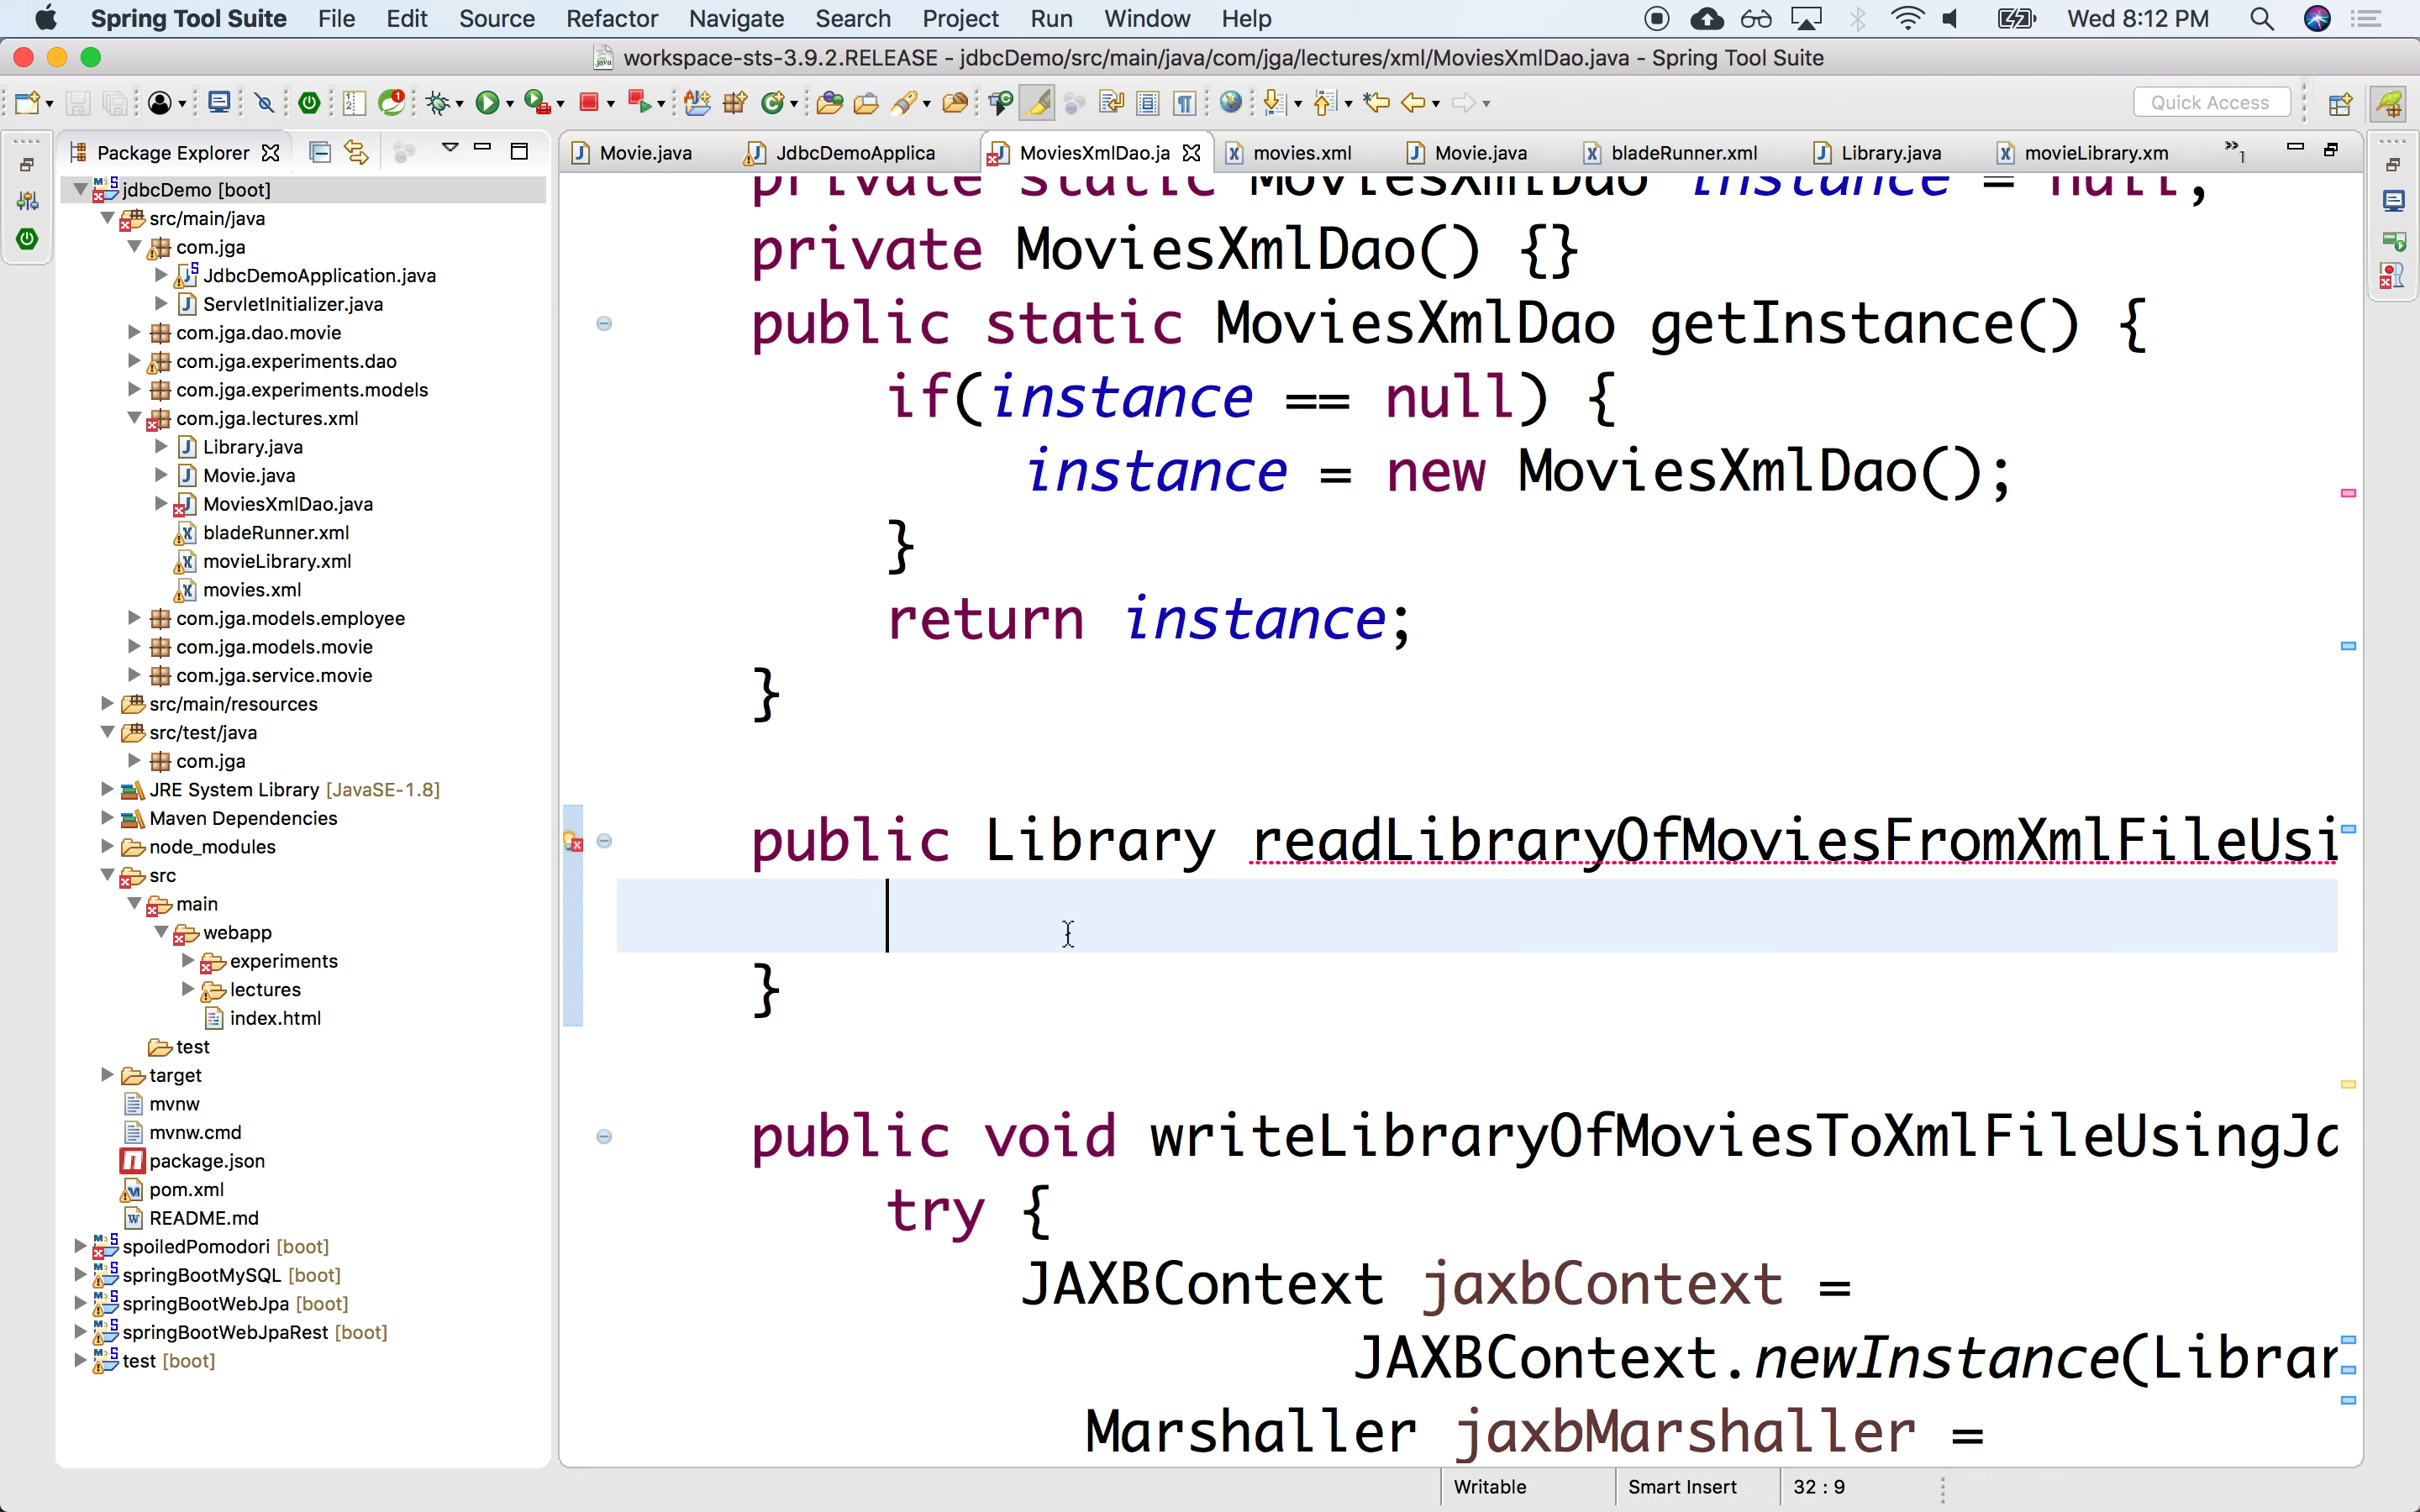 Spring Tool Suite File Edit Source Refactor Navigate Search Project Run Window Help Wed 8:12 PM
workspace-sts-3.9.2.RELEASE - jdbcDemo/src/main/java/com/jga/lectures/xml/MoviesXmlDao.java - Spring Tool Suite
Quick Access
Package Explorer
Movie.java JdbcDemoApplica MoviesXmlDao.ja movies.xml Movie.java bladeRunner.xml Library.java movieLibrary.xm »1
jdbcDemo [boot]
src/main/java
com.jga
JdbcDemoApplication.java
ServletInitializer.java
com.jga.dao.movie
com.jga.experiments.dao
com.jga.experiments.models
com.jga.lectures.xml
Library.java
Movie.java
MoviesXmlDao.java
bladeRunner.xml
movieLibrary.xml
movies.xml
com.jga.models.employee
com.jga.models.movie
com.jga.service.movie
src/main/resources
src/test/java
com.jga
JRE System Library [JavaSE-1.8]
Maven Dependencies
node_modules
src
main
webapp
experiments
lectures
index.html
test
target
mvnw
mvnw.cmd
package.json
pom.xml
README.md
spoiledPomodori [boot]
springBootMySQL [boot]
springBootWebJpa [boot]
springBootWebJpaRest [boot]
test [boot]
private static MoviesXmlDao instance = null;
private MoviesXmlDao() {}
public static MoviesXmlDao getInstance() {
if(instance == null) {
instance = new MoviesXmlDao();
}
return instance;
}
public Library readLibraryOfMoviesFromXmlFileUsi
}
public void writeLibraryOfMoviesToXmlFileUsingJa
try {
JAXBContext jaxbContext =
JAXBContext.newInstance(Librar
Marshaller jaxbMarshaller =
Writable Smart Insert 32 : 9